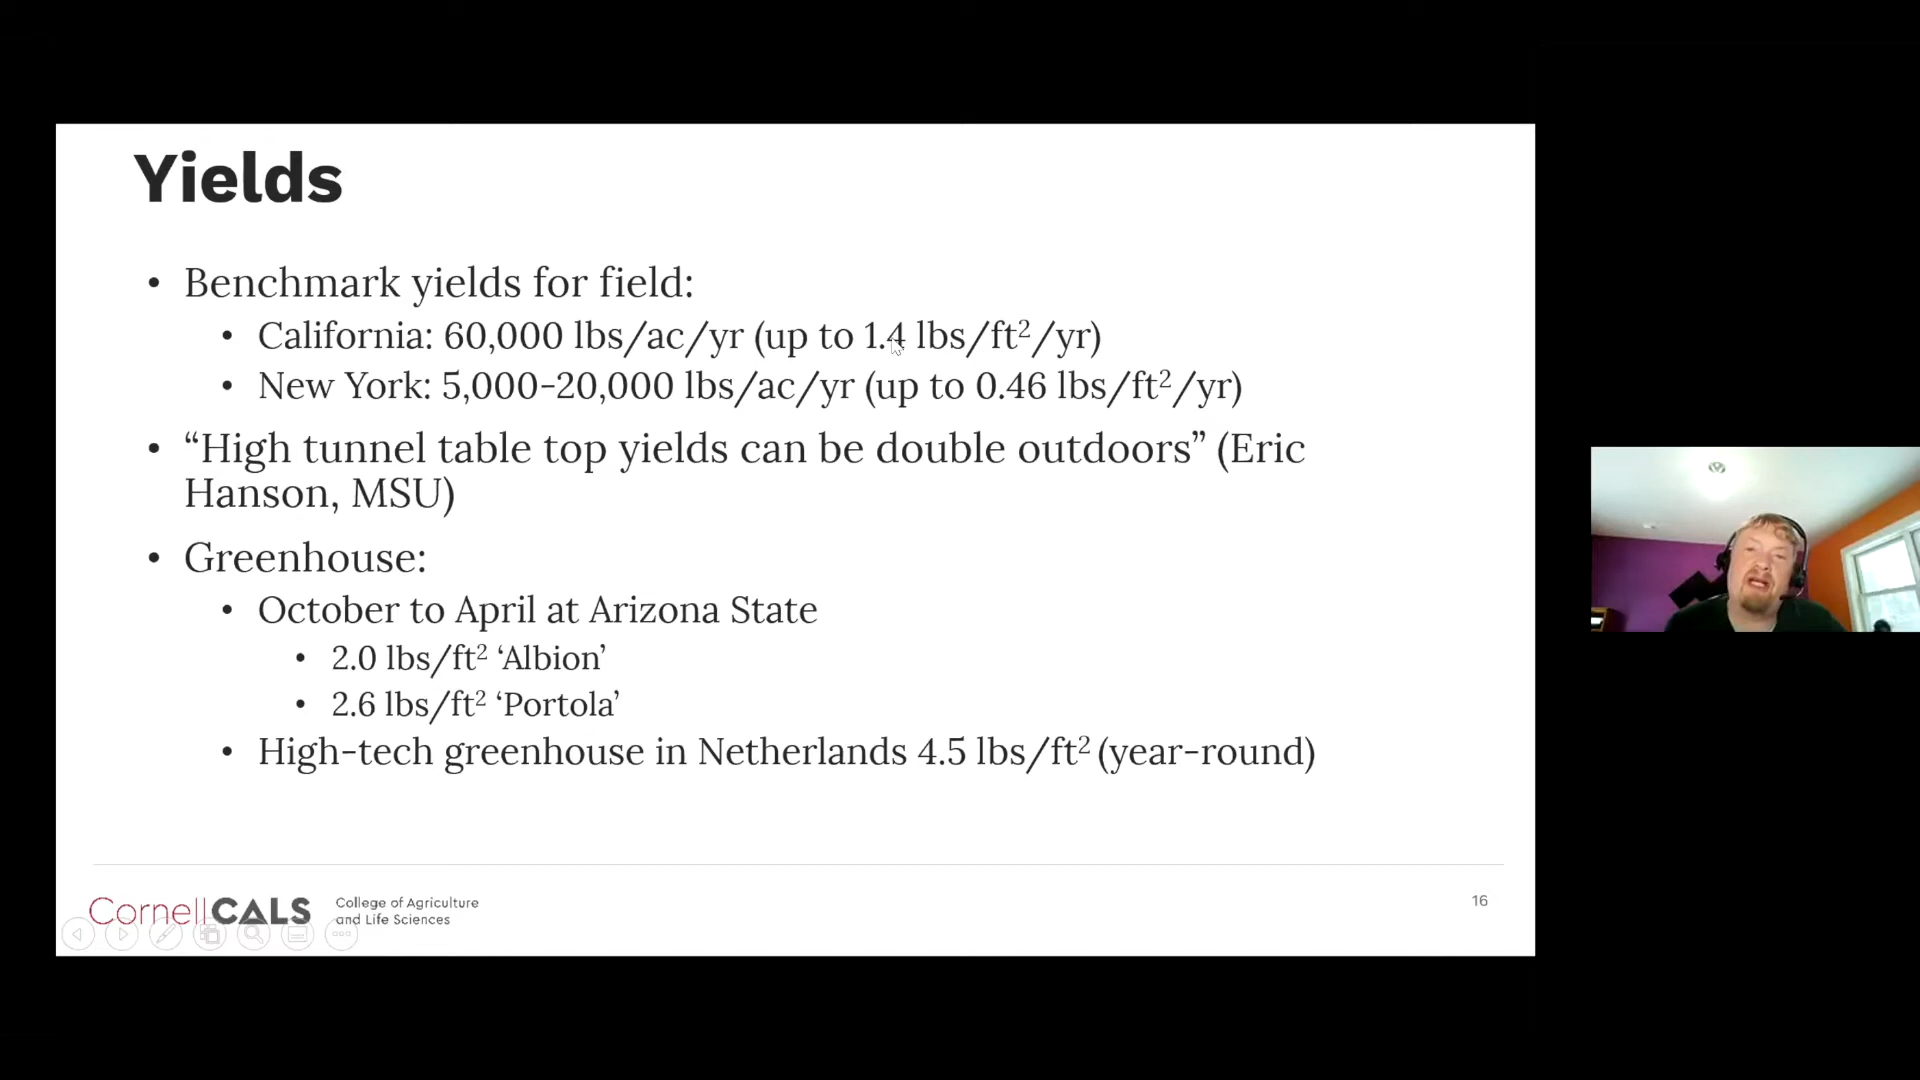 Yields
• Benchmark yields for field:
• California: 60,000 lbs/ac/yr (up to 1.4 lbs/ft²/yr)
• New York: 5,000-20,000 lbs/ac/yr (up to 0.46 lbs/ft²/yr)
• “High tunnel table top yields can be double outdoors” (Eric
Hanson, MSU)
• Greenhouse:
• October to April at Arizona State
• 2.0 lbs/ft² ‘Albion’
• 2.6 lbs/ft² ‘Portola’
• High-tech greenhouse in Netherlands 4.5 lbs/ft² (year-round)
CornellCALS
College of Agriculture
and Life Sciences
16